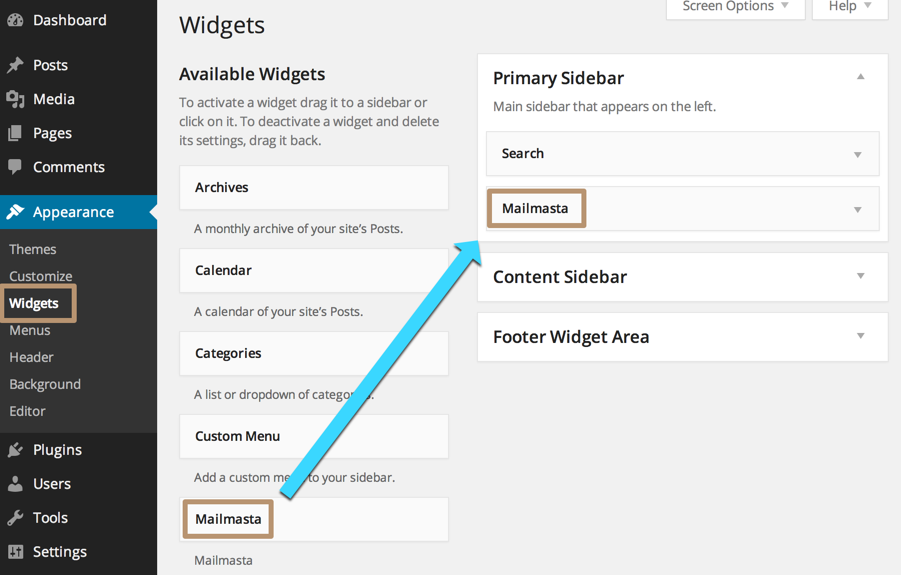 Dashboard
Posts
Media
Pages
Comments
Appearance
Themes
Customize
Widgets
Menus
Header
Background
Editor
Plugins
Users
Tools
Settings
Screen Options
Help
Widgets
Available Widgets
To activate a widget drag it to a sidebar or
click on it. To deactivate a widget and delete
its settings, drag it back.
Archives
A monthly archive of your site's Posts.
Calendar
A calendar of your site's Posts.
Categories
A list or dropdown of categories.
Custom Menu
Add a custom menu to your sidebar.
Mailmasta
Mailmasta
Primary Sidebar
Main sidebar that appears on the left.
Search
Mailmasta
Content Sidebar
Footer Widget Area